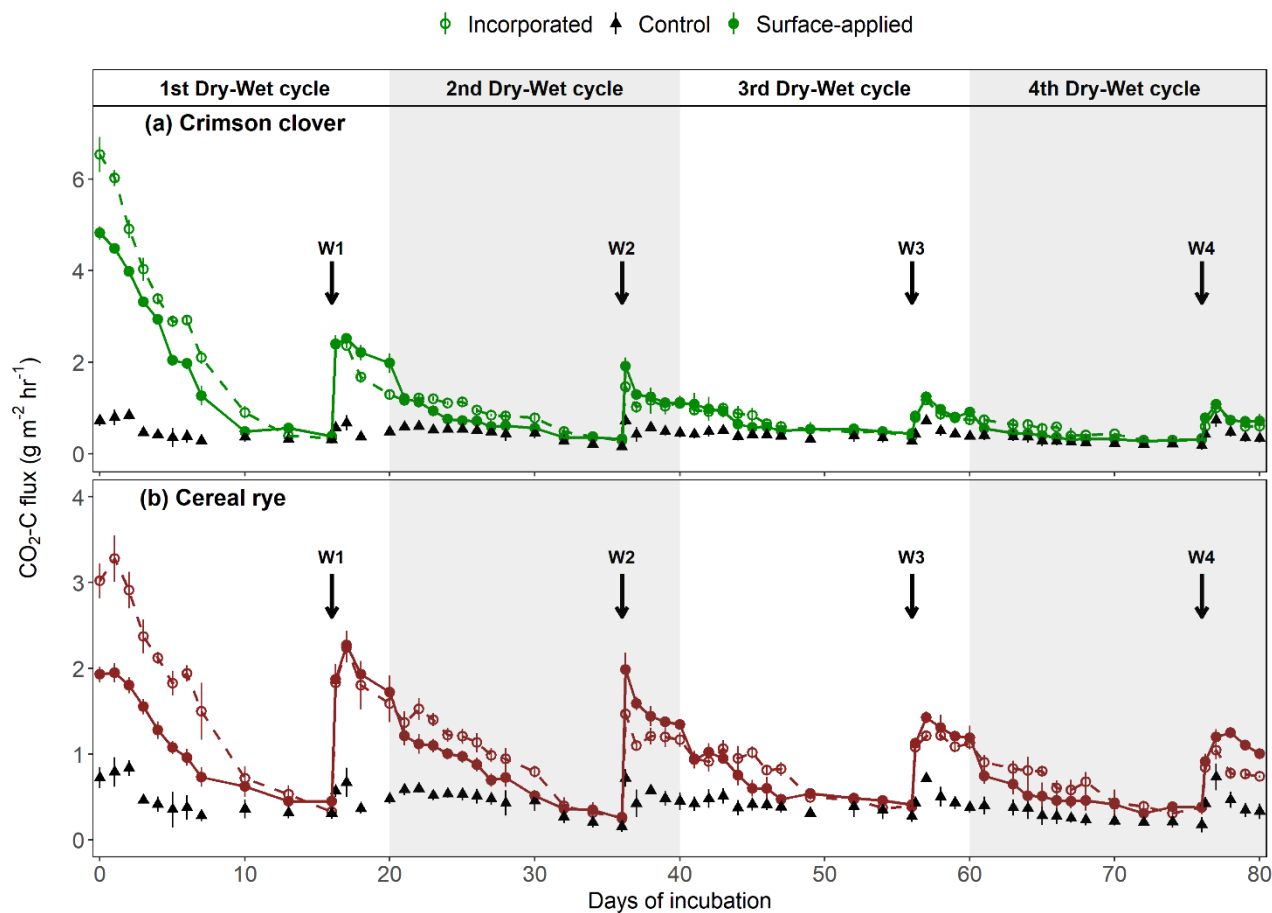 Incorporated Control Surface-applied
1st Dry-Wet cycle 2nd Dry-Wet cycle 3rd Dry-Wet cycle 4th Dry-Wet cycle
(a) Crimson clover
6
4
2
0
W1 W2 W3 W4
(b) Cereal rye
4
3
2
1
0
W1 W2 W3 W4
CO₂-C flux (g m⁻² hr⁻¹)
0 10 20 30 40 50 60 70 80
Days of incubation